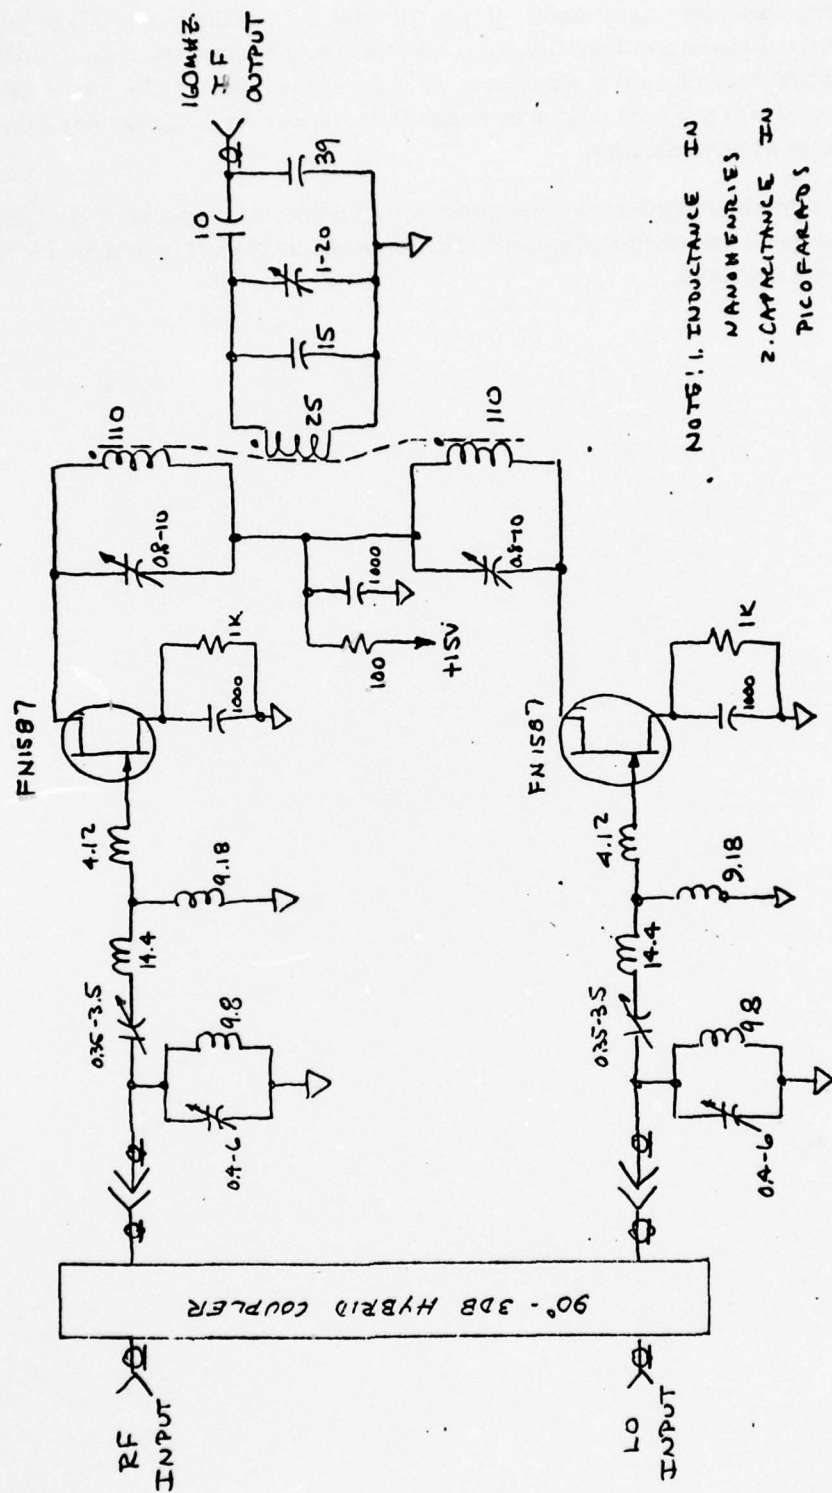 RF
INPUT
LO
INPUT
90°- 3DB HYBRID COUPLER
0.4-6
9.8
0.35-3.5
14.4
9.18
4.12
FN1587
1000
1K
0.8-10
110
0.4-6
9.8
0.35-3.5
14.4
9.18
4.12
FN1587
1000
1K
0.8-10
110
100
+15V
1000
25
15
1-20
10
39
160MHZ
IF
OUTPUT
NOTE: 1. INDUCTANCE IN
NANOHENRIES
2. CAPACITANCE IN
PICOFARADS